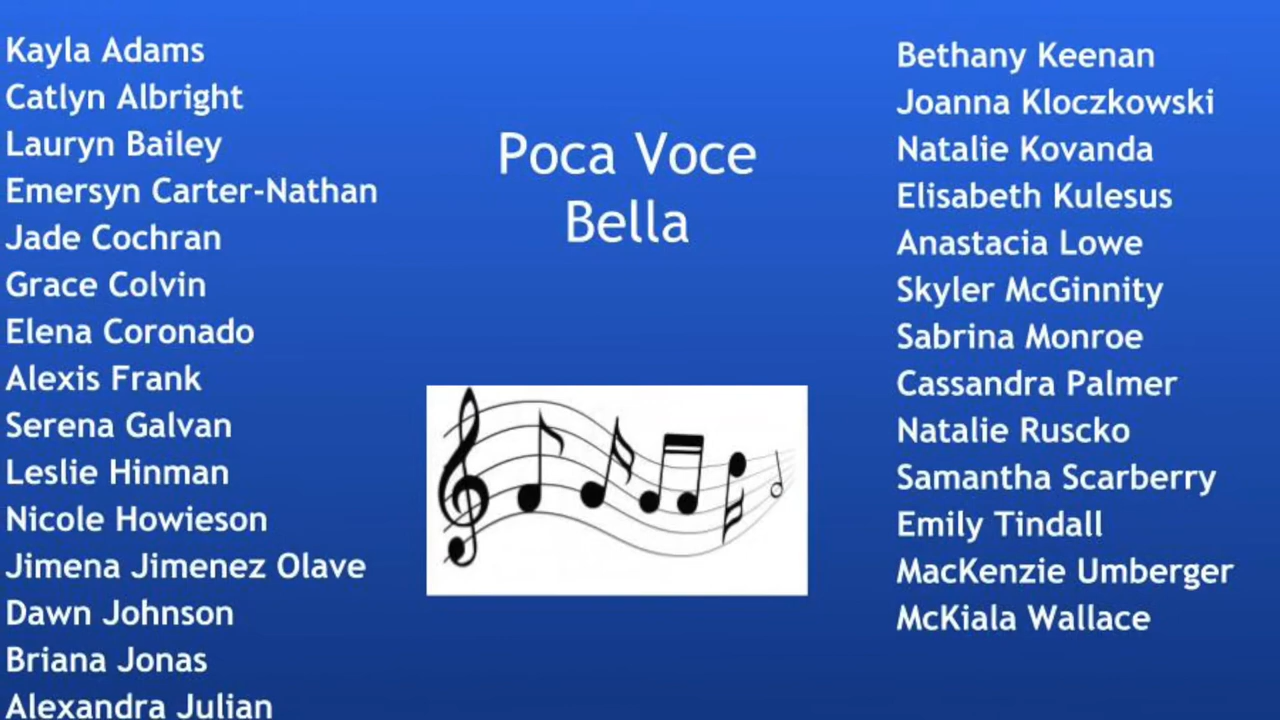 Kayla Adams
Catlyn Albright
Lauryn Bailey
Emersyn Carter-Nathan
Jade Cochran
Grace Colvin
Elena Coronado
Alexis Frank
Serena Galvan
Leslie Hinman
Nicole Howieson
Jimena Jimenez Olave
Dawn Johnson
Briana Jonas
Alexandra Julian
Poca Voce
Bella
Bethany Keenan
Joanna Kloczkowski
Natalie Kovanda
Elisabeth Kulesus
Anastacia Lowe
Skyler McGinnity
Sabrina Monroe
Cassandra Palmer
Natalie Ruscko
Samantha Scarberry
Emily Tindall
MacKenzie Umberger
McKiala Wallace